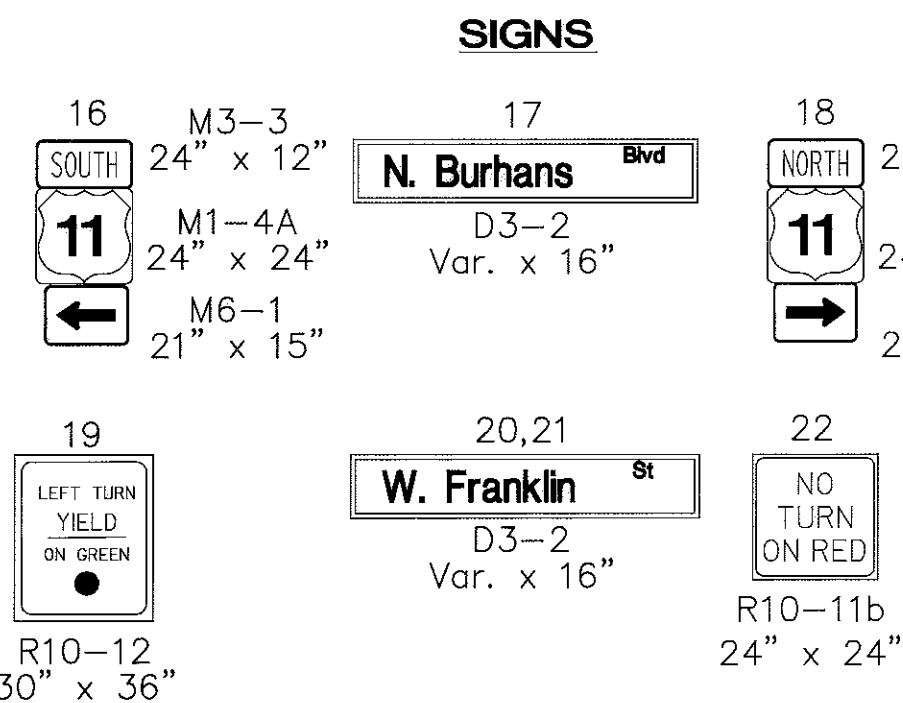 SIGNS
16
SOUTH
11
M3-3
24" x 12"
M1-4A
24" x 24"
M6-1
21" x 15"
17
N. Burhans Blvd
D3-2
Var. x 16"
18
NORTH
11
19
LEFT TURN
YIELD
ON GREEN
R10-12
30" x 36"
20,21
W. Franklin St
D3-2
Var. x 16"
22
NO
TURN
ON RED
R10-11b
24" x 24"